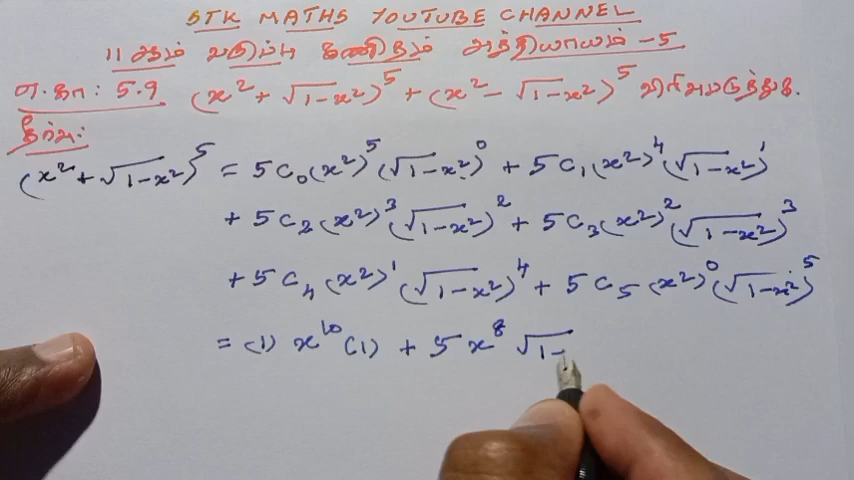 STK MATHS YOUTUBE CHANNEL
11 ஆம் வகுப்பு கணிதம் அத்தியாயம் - 5
எ.கா: 5.9 (x² + √1-x²)⁵ + (x² - √1-x²)⁵ விரிவுபடுத்துக.
தீர்வு:
(x² + √1-x²)⁵ = 5C₀(x²)⁵(√1-x²)⁰ + 5C₁(x²)⁴(√1-x²)¹
+ 5C₂(x²)³(√1-x²)² + 5C₃(x²)²(√1-x²)³
+ 5C₄(x²)¹(√1-x²)⁴ + 5C₅(x²)⁰(√1-x²)⁵
= (1) x¹⁰ (1) + 5x⁸ √1-